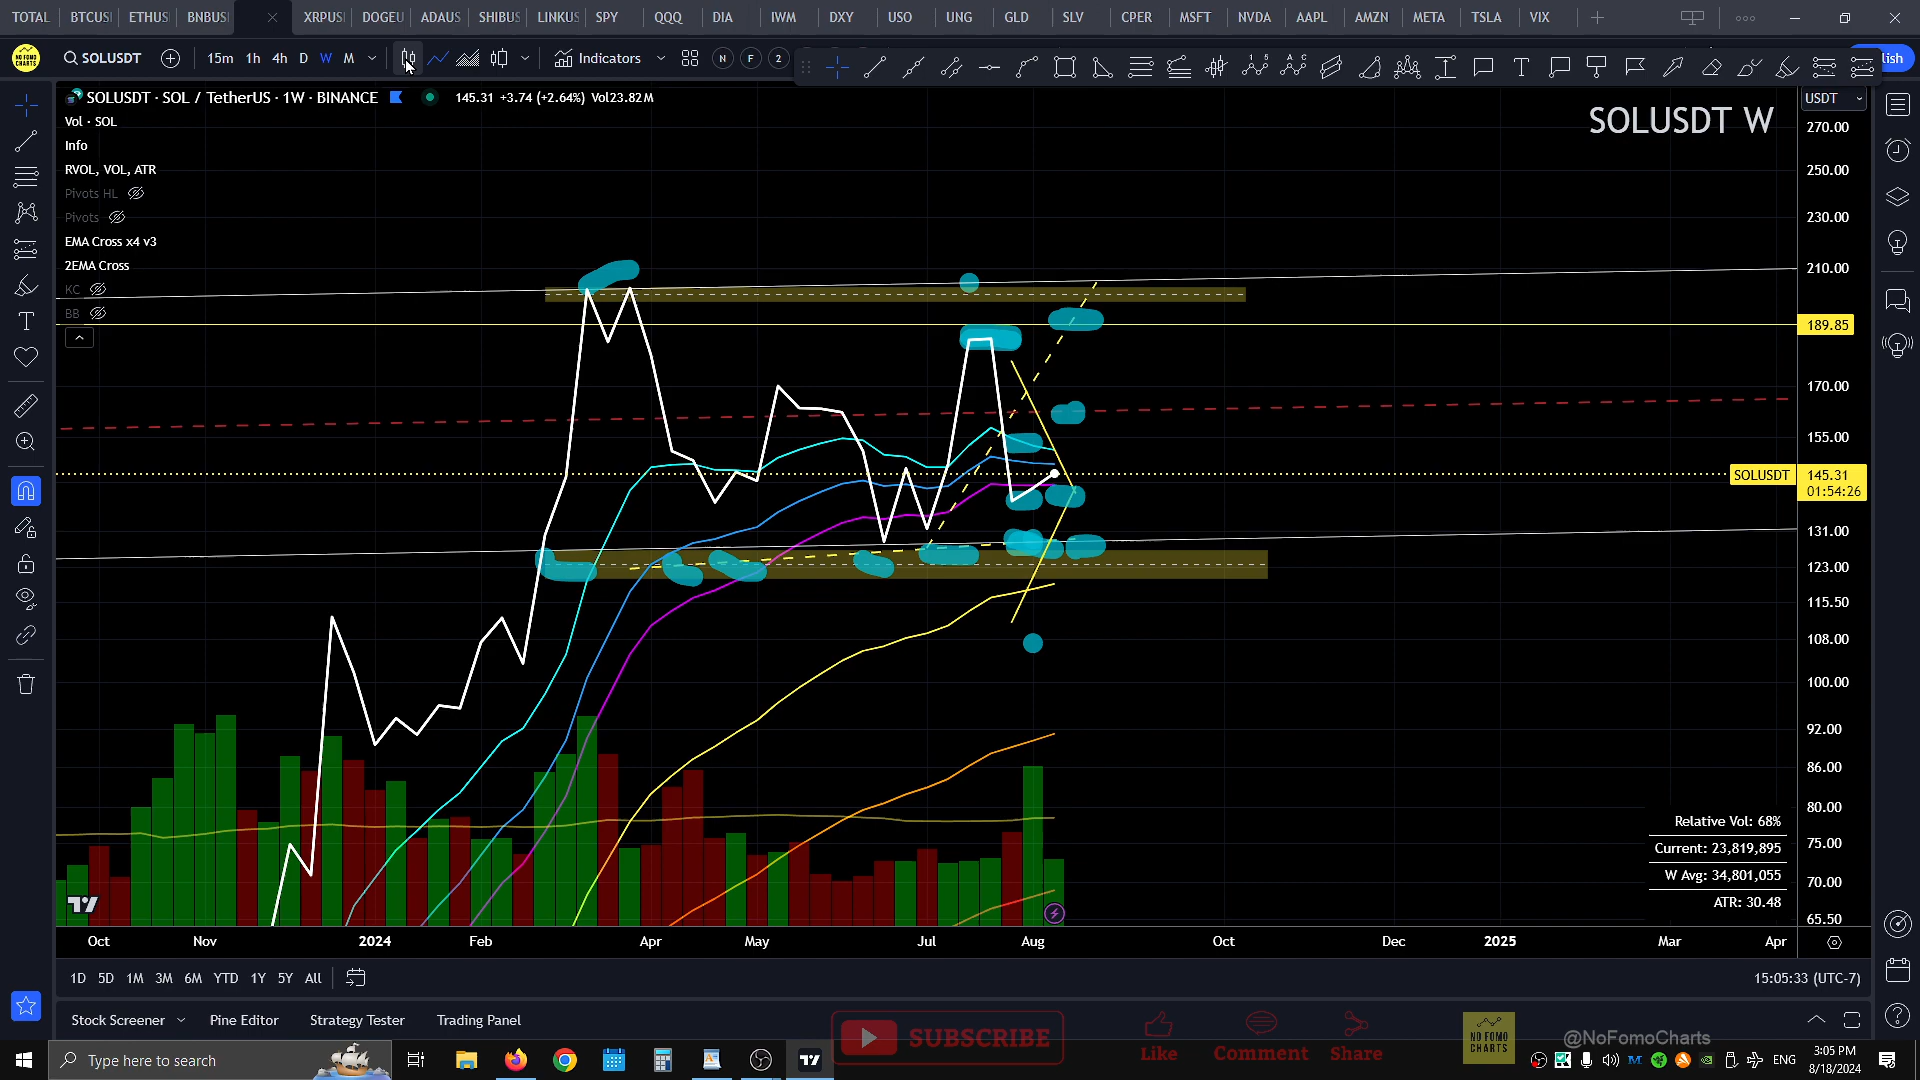 TOTAL BTCUSI ETHUS BNBUSI XRPUS DOGEU ADAUS SHIBUS LINKUS SPY QQQ DIA IWM DXY USO UNG GLD SLV CPER MSFT NVDA AAPL AMZN META TSLA VIX
NO FOMO CHARTS SOLUSDT 15m 1h 4h D W M Indicators N F 2 lish
SOLUSDT · SOL / TetherUS · 1W · BINANCE 145.31 +3.74 (+2.64%) Vol23.82M USDT
Vol · SOL
SOLUSDT W
Info
RVOL, VOL, ATR
Pivots HL
Pivots
EMA Cross x4 v3
2EMA Cross
KC
BB
270.00
250.00
230.00
210.00
189.85
170.00
155.00
SOLUSDT 145.31
01:54:26
131.00
123.00
115.50
108.00
100.00
92.00
86.00
80.00
75.00
70.00
65.50
Relative Vol: 68%
Current: 23,819,895
W Avg: 34,801,055
ATR: 30.48
Oct Nov 2024 Feb Apr May Jul Aug Oct Dec 2025 Mar Apr
1D 5D 1M 3M 6M YTD 1Y 5Y All 15:05:33 (UTC-7)
Stock Screener Pine Editor Strategy Tester Trading Panel
SUBSCRIBE Like Comment Share NO FOMO CHARTS @NoFomoCharts
Type here to search ENG 3:05 PM
8/18/2024